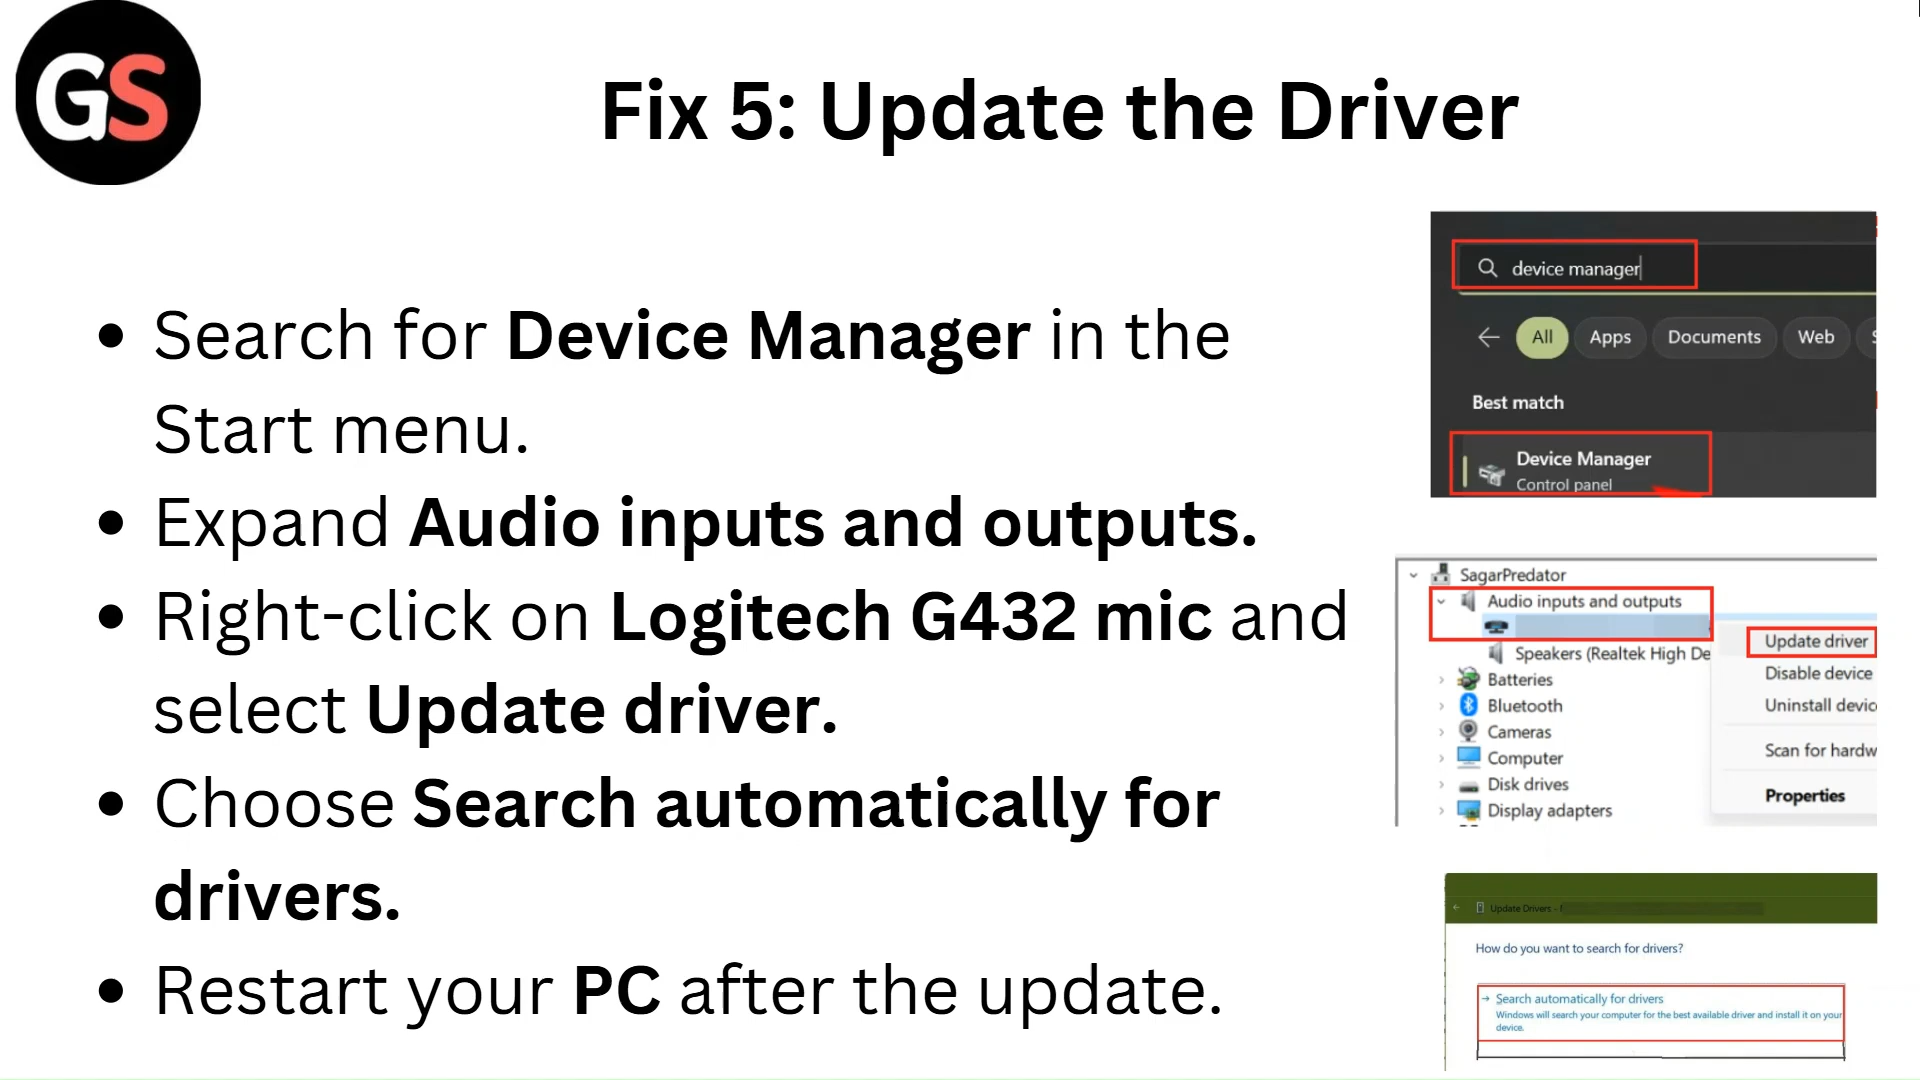 GS
Fix 5: Update the Driver
• Search for Device Manager in the
Start menu.
• Expand Audio inputs and outputs.
• Right-click on Logitech G432 mic and
select Update driver.
• Choose Search automatically for
drivers.
• Restart your PC after the update.
device manager
All Apps Documents Web
Best match
Device Manager
Control panel
SagarPredator
Audio inputs and outputs
Speakers (Realtek High De
Batteries
Bluetooth
Cameras
Computer
Disk drives
Display adapters
Update driver
Disable device
Uninstall devic
Scan for hardw
Properties
Update Drivers -
How do you want to search for drivers?
Search automatically for drivers
Windows will search your computer for the best available driver and install it on your
device.